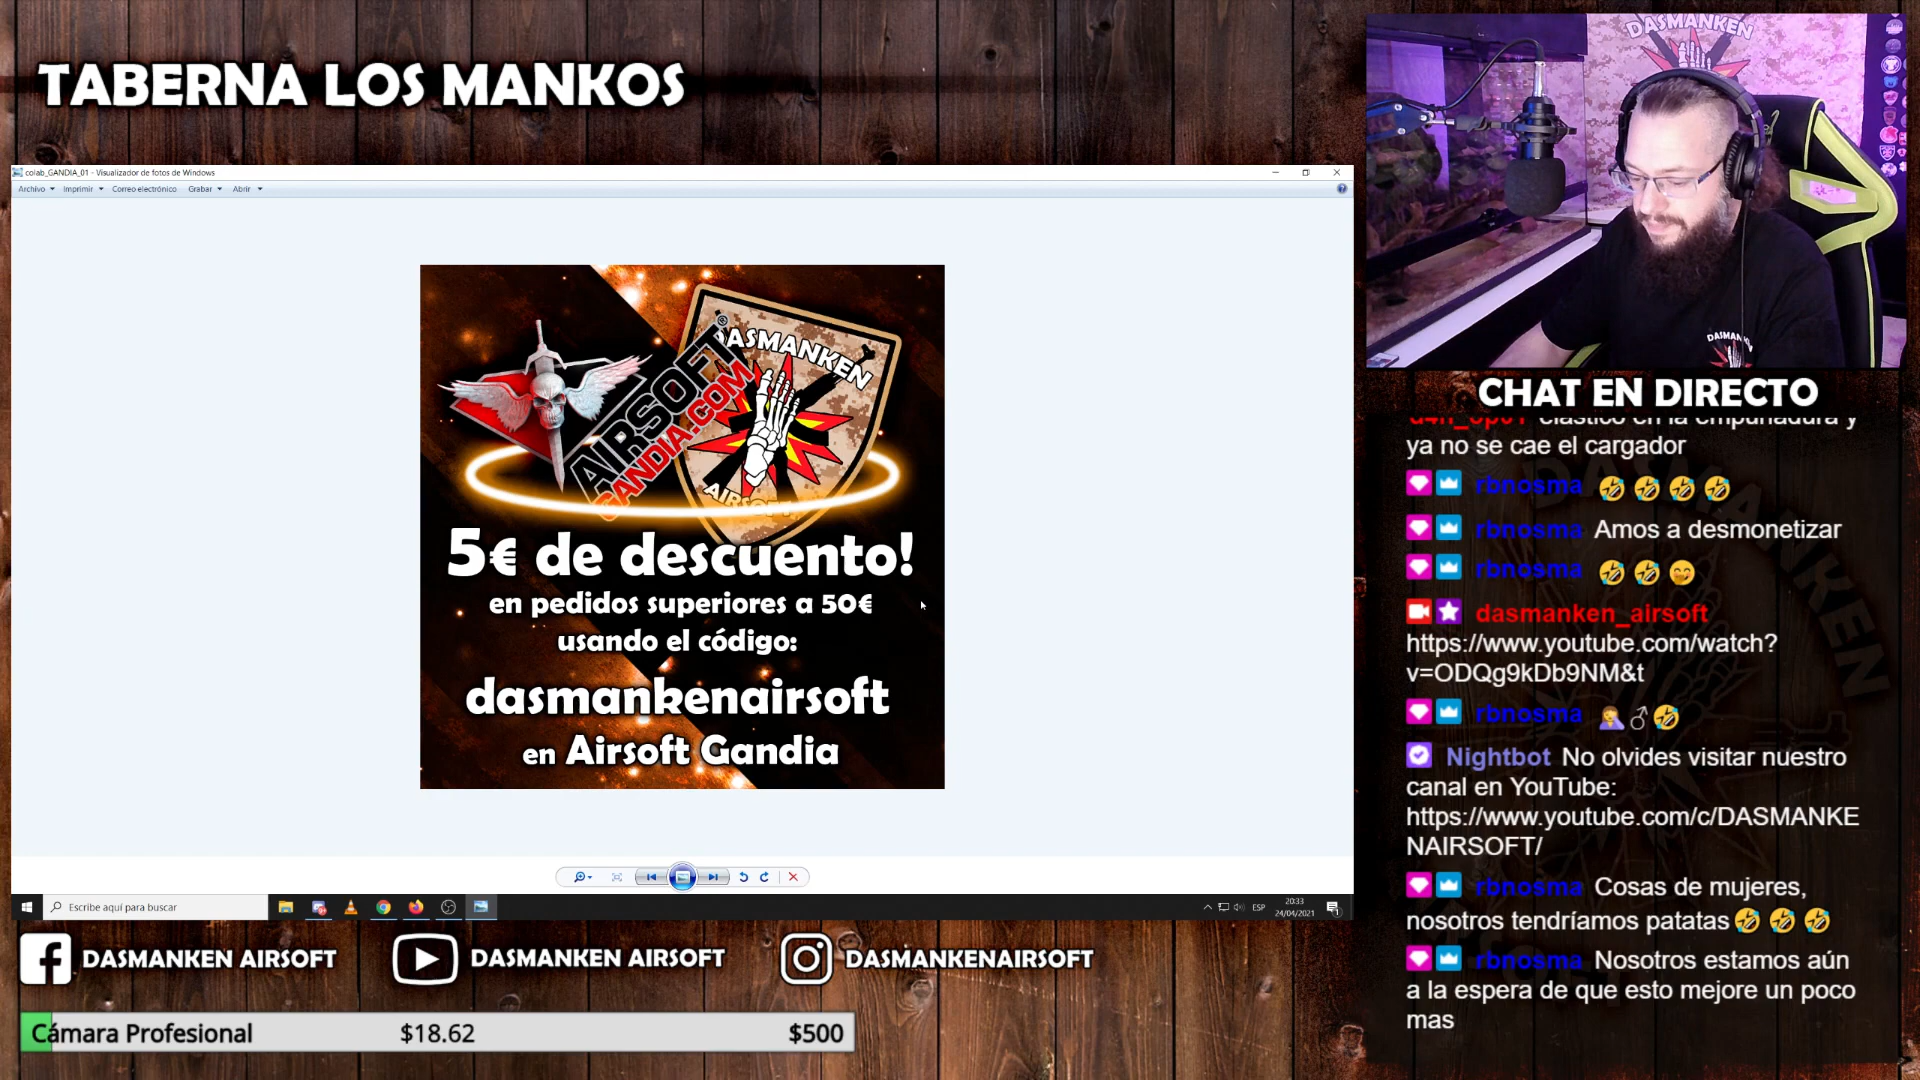 TABERNA LOS MANKOS
colab_GANDIA_01 - Visualizador de fotos de Windows
Archivo Imprimir Correo electrónico Grabar Abrir
AIRSOFT
GANDIA.COM
DASMANKEN
AIRSOFT
5€ de descuento!
en pedidos superiores a 50€
usando el código:
dasmankenairsoft
en Airsoft Gandia
Escribe aquí para buscar
ESP
20:33
24/04/2021
DASMANKEN AIRSOFT
DASMANKEN AIRSOFT
DASMANKENAIRSOFT
Cámara Profesional $18.62 $500
DASMANKEN
CHAT EN DIRECTO
elástico en la empuñadura y
ya no se cae el cargador
rbnosma 🤣 🤣 🤣 🤣
rbnosma Amos a desmonetizar
rbnosma 🤣 🤣 🤭
dasmanken_airsoft
https://www.youtube.com/watch?
v=ODQg9kDb9NM&t
rbnosma 🤦 ♂ 🤣
Nightbot No olvides visitar nuestro
canal en YouTube:
https://www.youtube.com/c/DASMANKE
NAIRSOFT/
rbnosma Cosas de mujeres,
nosotros tendríamos patatas 🤣 🤣 🤣
rbnosma Nosotros estamos aún
a la espera de que esto mejore un poco
mas